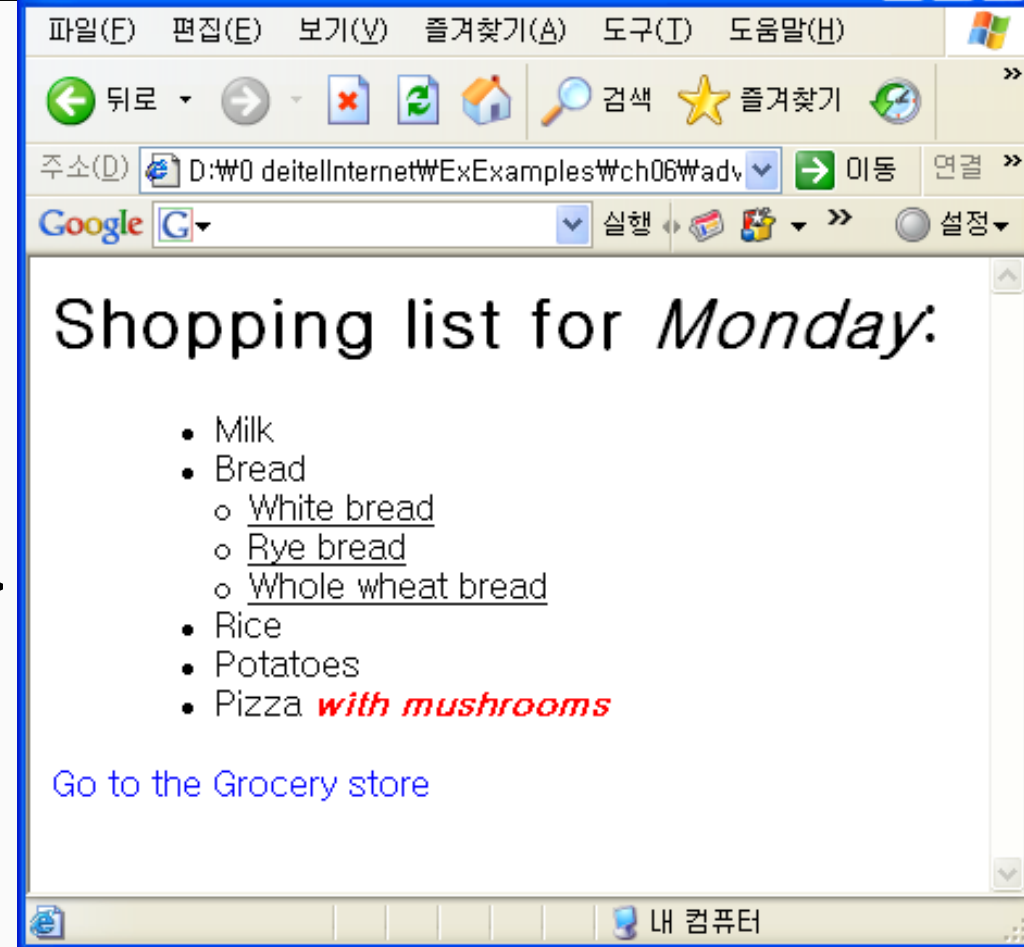 파일(F) 편집(E) 보기(V) 즐겨찾기(A) 도구(T) 도움말(H)
뒤로 검색 즐겨찾기 »
주소(D) D:₩0 deitelInternet₩ExExamples₩ch06₩adv 이동 연결 »
Google G 실행 » 설정
Shopping list for Monday:
• Milk
• Bread
○ White bread
○ Rye bread
○ Whole wheat bread
• Rice
• Potatoes
• Pizza with mushrooms
Go to the Grocery store
내 컴퓨터